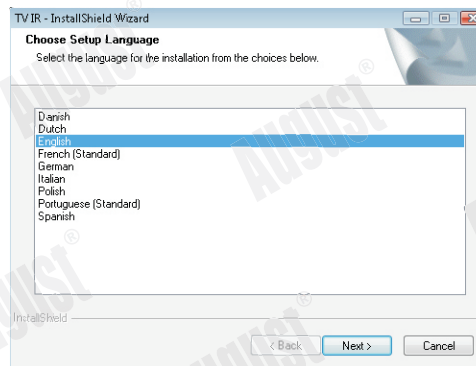 TV IR - InstallShield Wizard
Choose Setup Language
Select the language for the installation from the choices below.
Danish
Dutch
English
French (Standard)
German
Italian
Polish
Portuguese (Standard)
Spanish
InstallShield
< Back
Next >
Cancel
August®
August®
August®
August